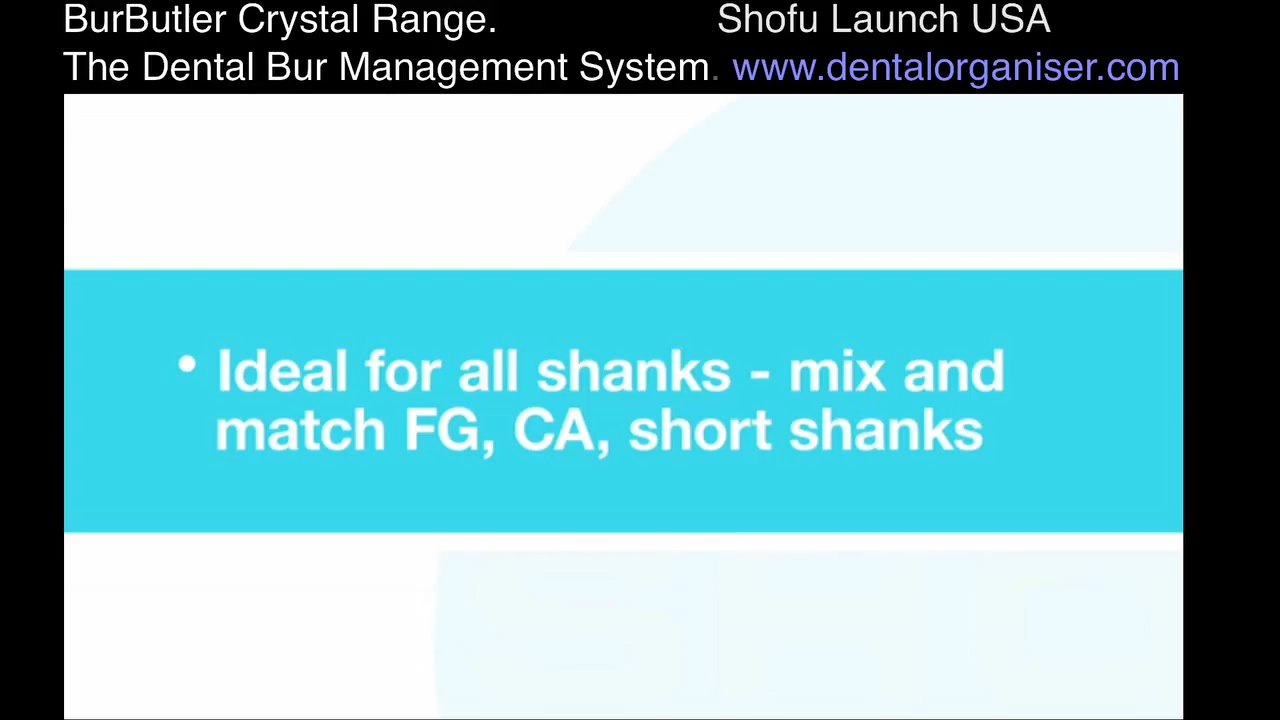 BurButler Crystal Range. Shofu Launch USA
The Dental Bur Management System. www.dentalorganiser.com
• Ideal for all shanks - mix and
match FG, CA, short shanks